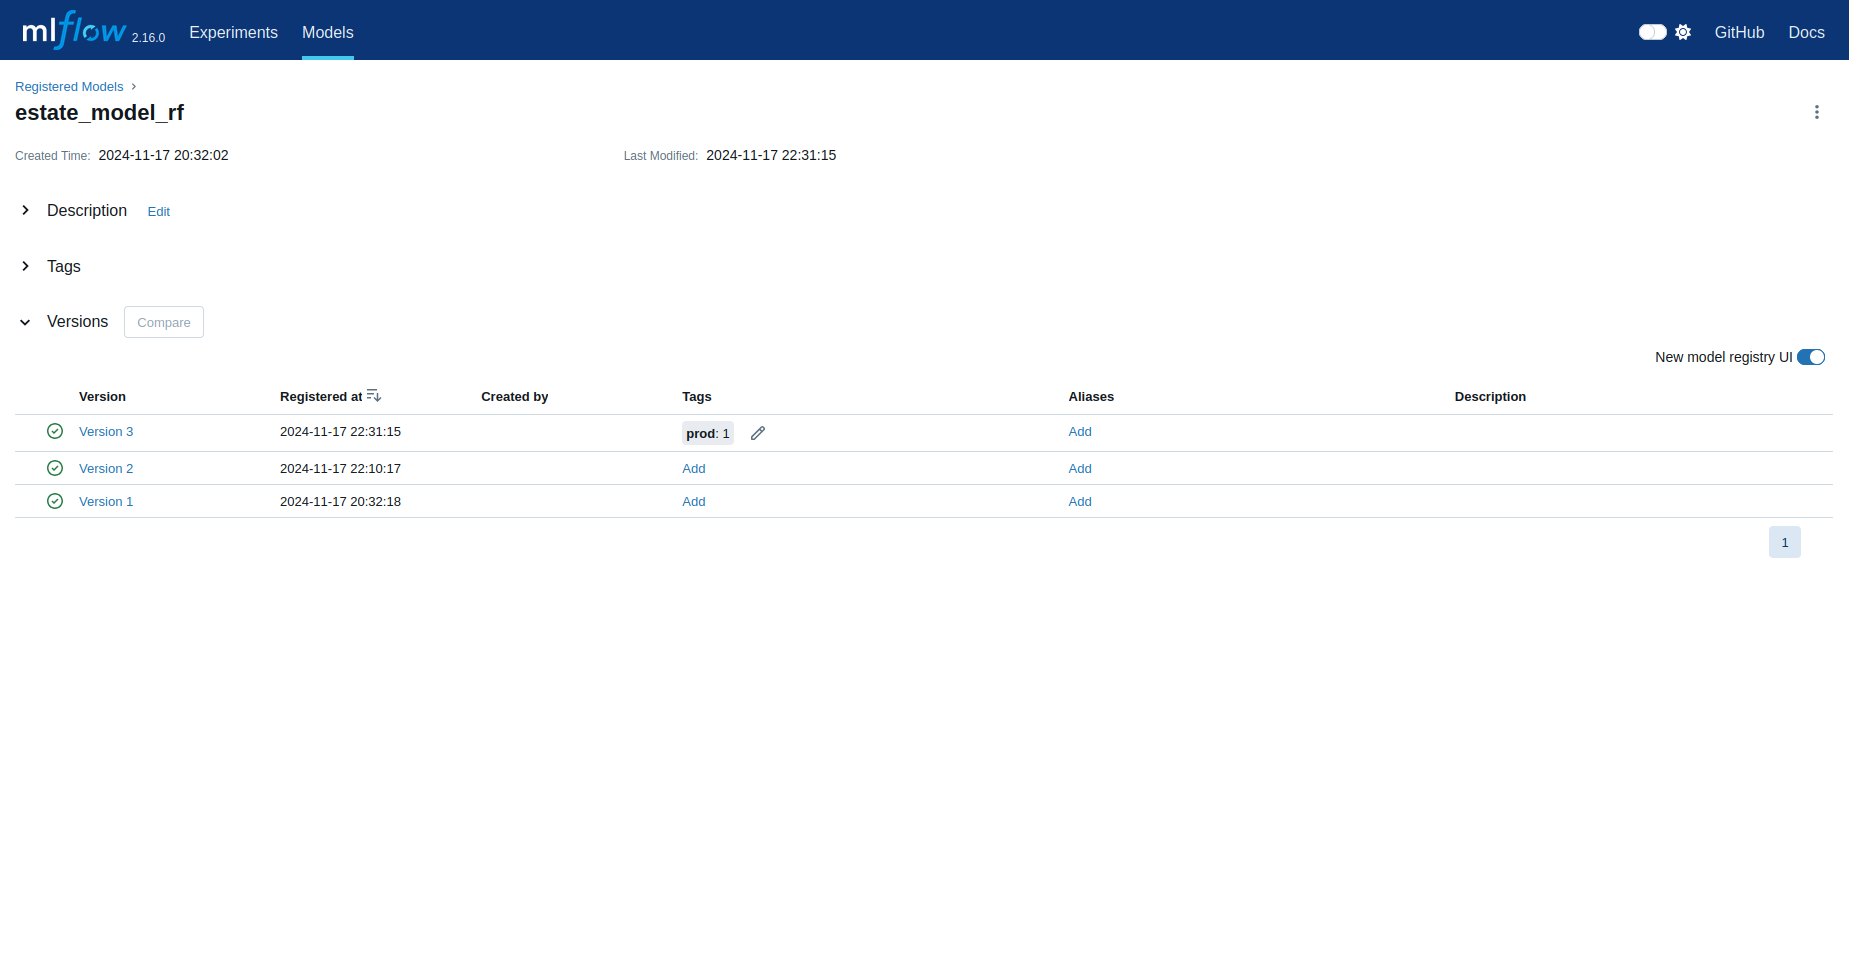 mlflow 2.16.0 Experiments Models GitHub Docs
Registered Models
estate_model_rf
Created Time: 2024-11-17 20:32:02 Last Modified: 2024-11-17 22:31:15
Description Edit
Tags
Versions Compare
New model registry UI
Version Registered at Created by Tags Aliases Description
Version 3 2024-11-17 22:31:15 prod: 1 Add
Version 2 2024-11-17 22:10:17 Add Add
Version 1 2024-11-17 20:32:18 Add Add
1